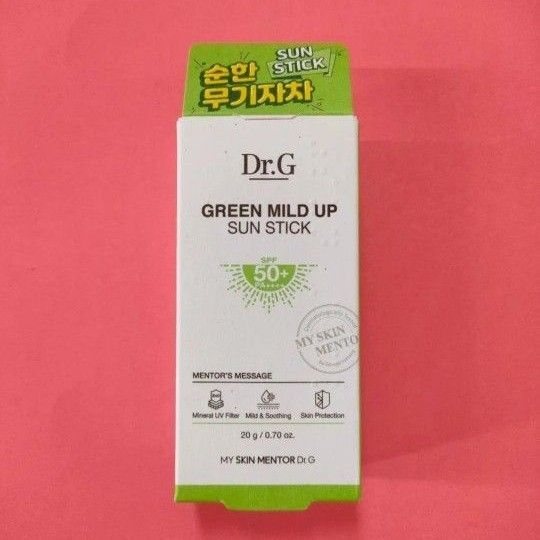 SUN
STICK
순한
무기자차
Dr.G
GREEN MILD UP
SUN STICK
SPF
50+
PA++++
MY SKIN
MENTOR
MENTOR'S MESSAGE
Mineral UV Filter
Mild & Soothing
Skin Protection
20 g / 0.70 oz.
MY SKIN MENTOR Dr.G